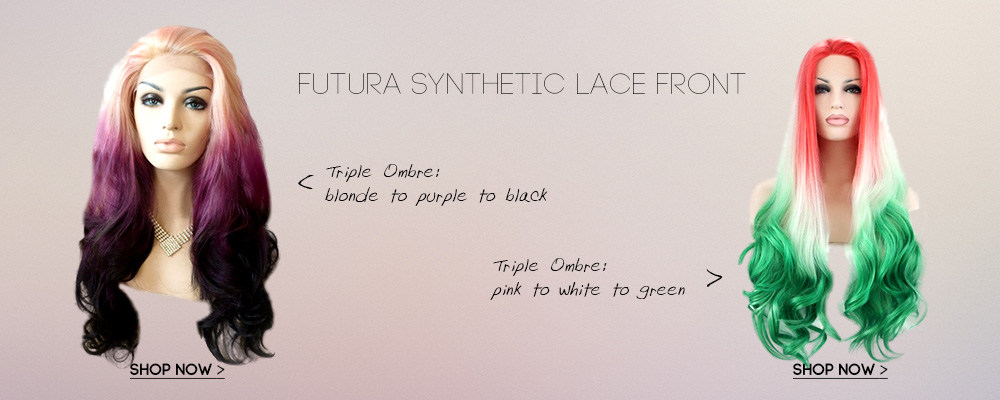 FUTURA SYNTHETIC LACE FRONT
< Triple Ombre:
blonde to purple to black
Triple Ombre:
pink to white to green >
SHOP NOW >
SHOP NOW >